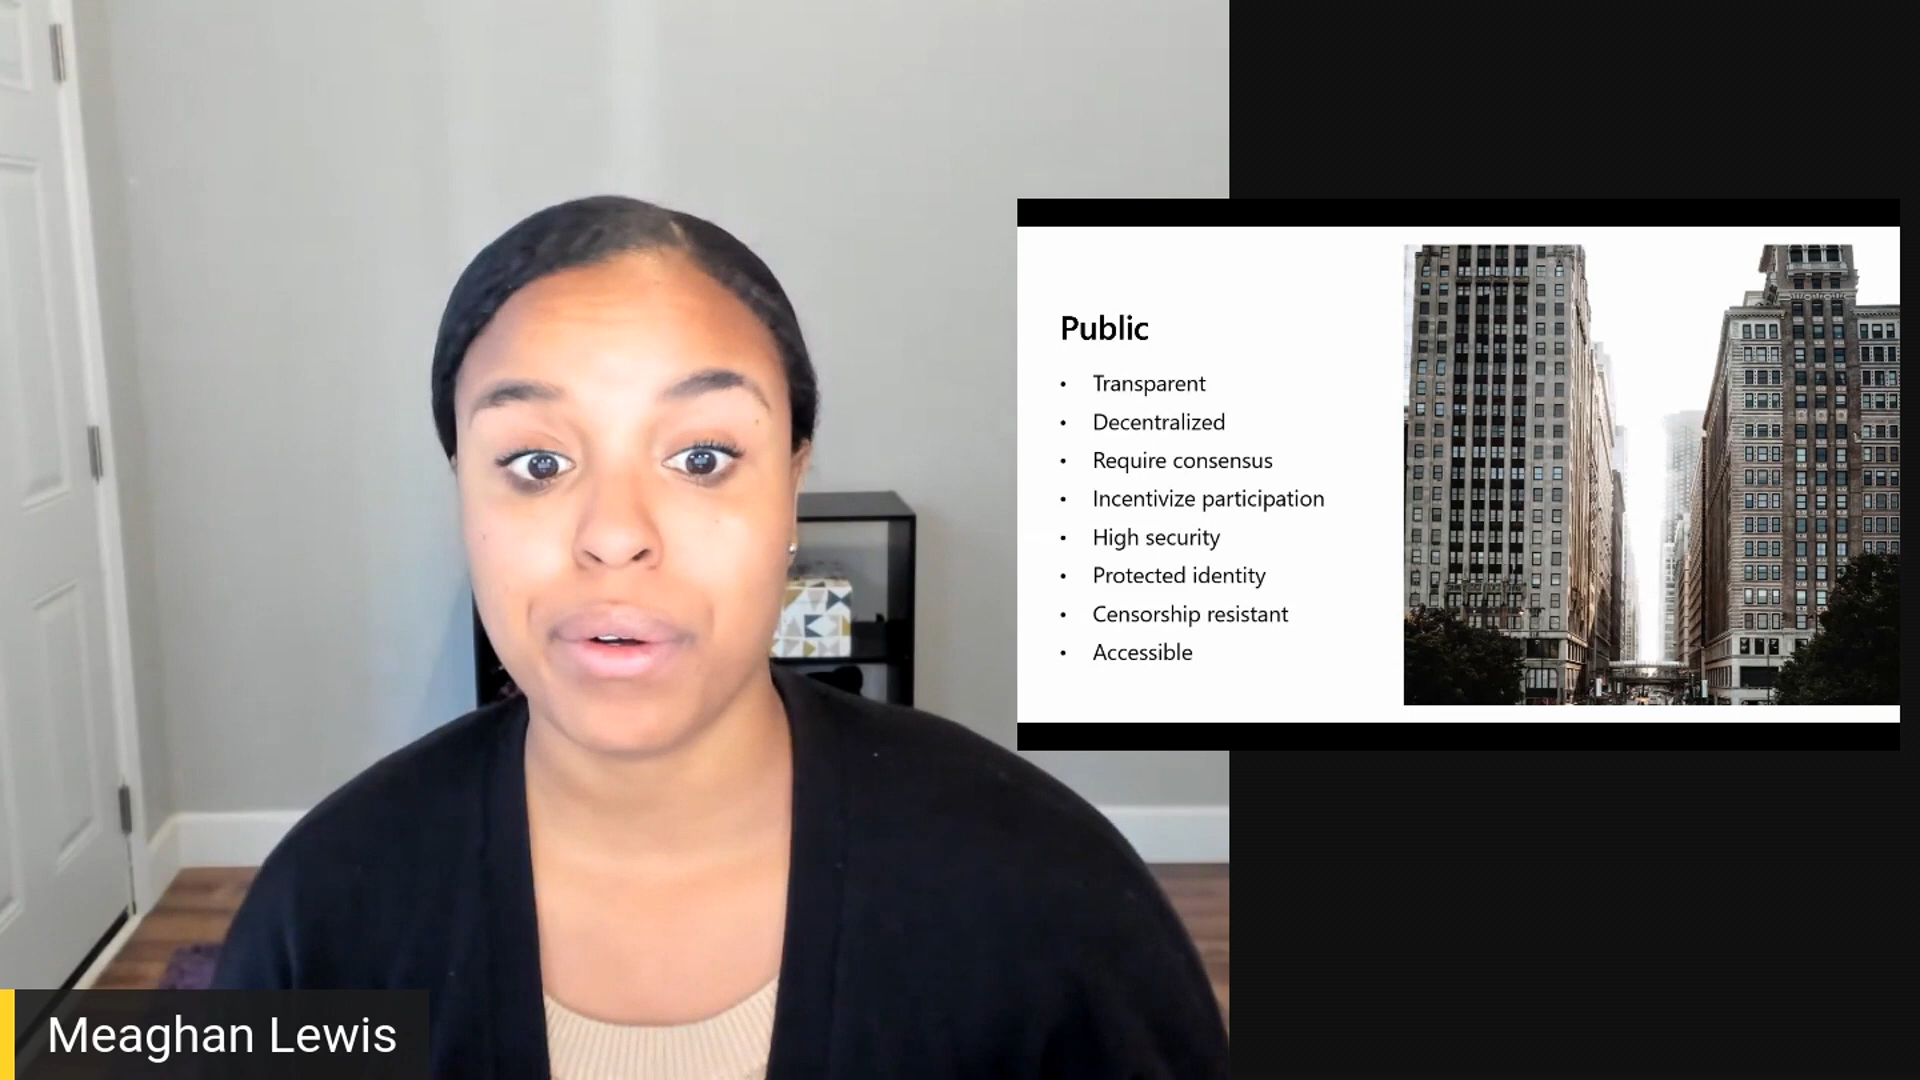 Public
• Transparent
• Decentralized
• Require consensus
• Incentivize participation
• High security
• Protected identity
• Censorship resistant
• Accessible
Meaghan Lewis